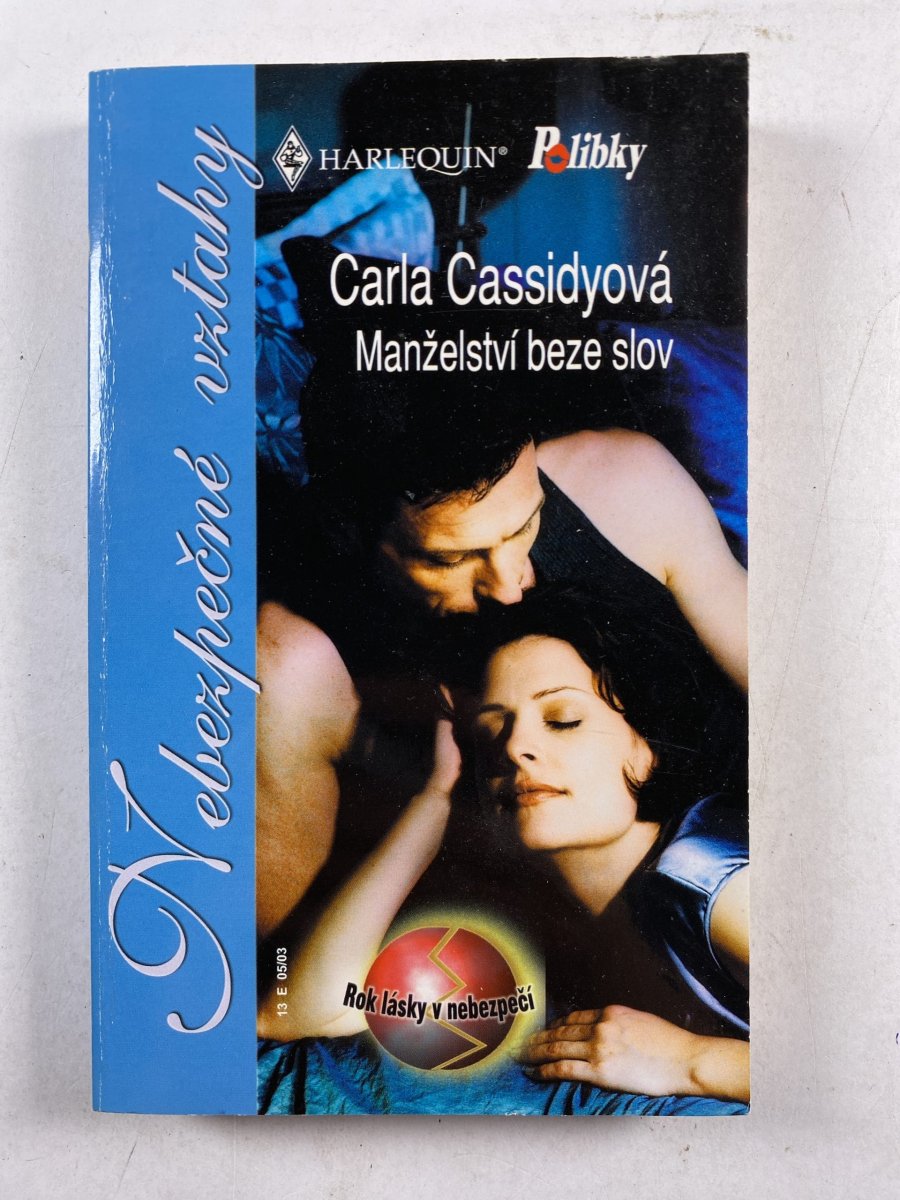 Nebezpečné vztahy
HARLEQUIN® Polibky
Carla Cassidyová
Manželství beze slov
13 E 05/03
Rok lásky v nebezpečí